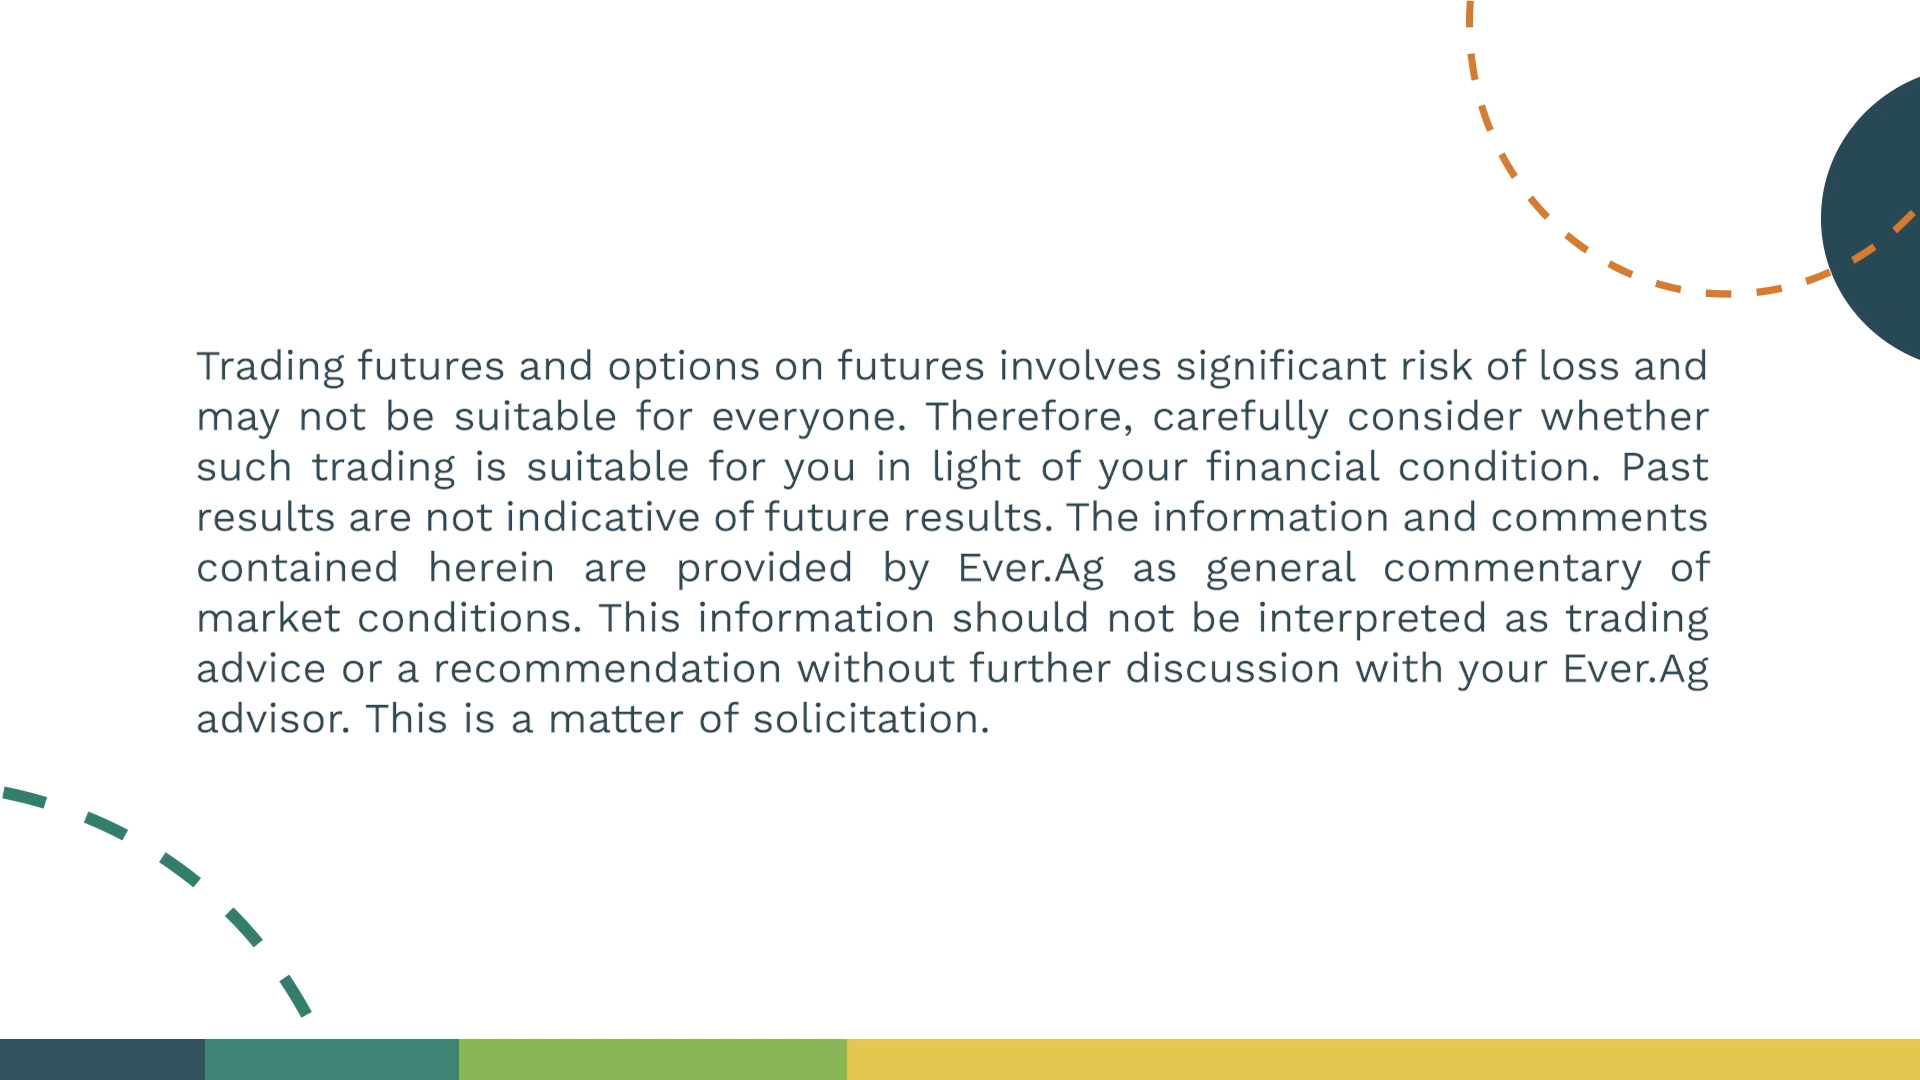 Trading futures and options on futures involves significant risk of loss and
may not be suitable for everyone. Therefore, carefully consider whether
such trading is suitable for you in light of your financial condition. Past
results are not indicative of future results. The information and comments
contained herein are provided by Ever.Ag as general commentary of
market conditions. This information should not be interpreted as trading
advice or a recommendation without further discussion with your Ever.Ag
advisor. This is a matter of solicitation.